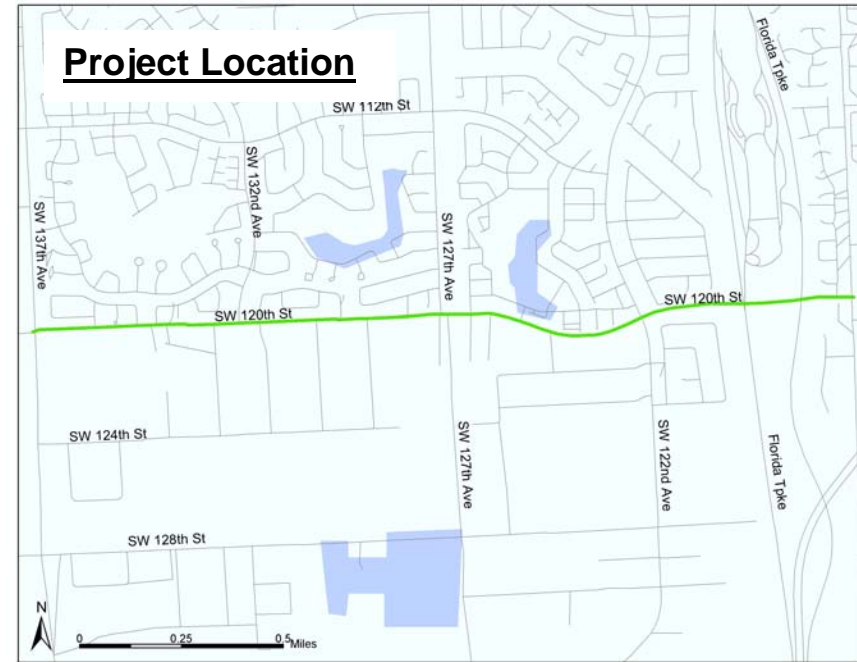 Project Location
Florida Tpke
SW 112th St
SW 132nd Ave
SW 137th Ave
SW 127th Ave
SW 120th St
SW 120th St
SW 124th St
SW 127th Ave
SW 122nd Ave
Florida Tpke
SW 128th St
N
0 0.25 0.5 Miles